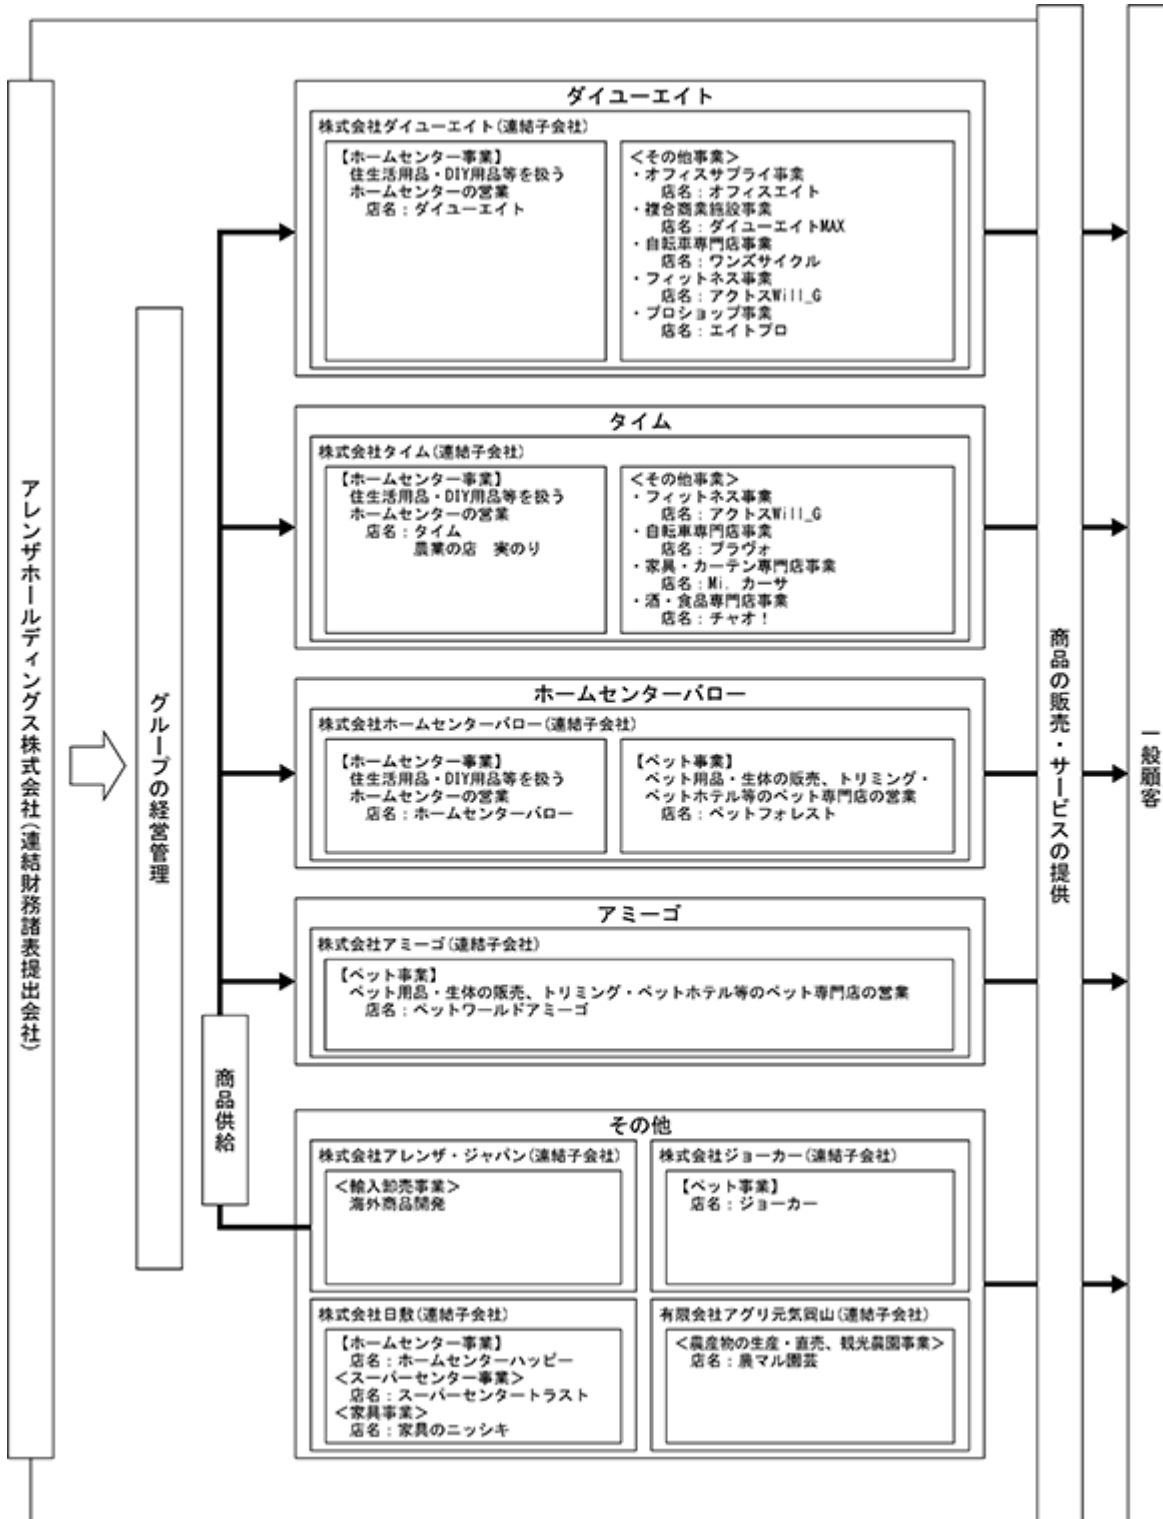 アレンザホールディングス株式会社(連結財務諸表提出会社)
グループの経営管理
商品供給
ダイユーエイト
株式会社ダイユーエイト(連結子会社)
【ホームセンター事業】
住生活用品・DIY用品等を扱う
ホームセンターの営業
店名：ダイユーエイト
＜その他事業＞
・オフィスサプライ事業
店名：オフィスエイト
・複合商業施設事業
店名：ダイユーエイトMAX
・自転車専門店事業
店名：ワンズサイクル
・フィットネス事業
店名：アクトスWill_G
・プロショップ事業
店名：エイトプロ
タイム
株式会社タイム(連結子会社)
【ホームセンター事業】
住生活用品・DIY用品等を扱う
ホームセンターの営業
店名：タイム
農業の店　実のり
＜その他事業＞
・フィットネス事業
店名：アクトスWill_G
・自転車専門店事業
店名：ブラヴォ
・家具・カーテン専門店事業
店名：Mi．カーサ
・酒・食品専門店事業
店名：チャオ！
ホームセンターバロー
株式会社ホームセンターバロー(連結子会社)
【ホームセンター事業】
住生活用品・DIY用品等を扱う
ホームセンターの営業
店名：ホームセンターバロー
【ペット事業】
ペット用品・生体の販売、トリミング・
ペットホテル等のペット専門店の営業
店名：ペットフォレスト
アミーゴ
株式会社アミーゴ(連結子会社)
【ペット事業】
ペット用品・生体の販売、トリミング・ペットホテル等のペット専門店の営業
店名：ペットワールドアミーゴ
その他
株式会社アレンザ・ジャパン(連結子会社)
＜輸入卸売事業＞
海外商品開発
株式会社ジョーカー(連結子会社)
【ペット事業】
店名：ジョーカー
株式会社日敷(連結子会社)
【ホームセンター事業】
店名：ホームセンターハッピー
＜スーパーセンター事業＞
店名：スーパーセンタートラスト
＜家具事業＞
店名：家具のニッシキ
有限会社アグリ元気岡山(連結子会社)
＜農産物の生産・直売、観光農園事業＞
店名：農マル園芸
商品の販売・サービスの提供
一般顧客